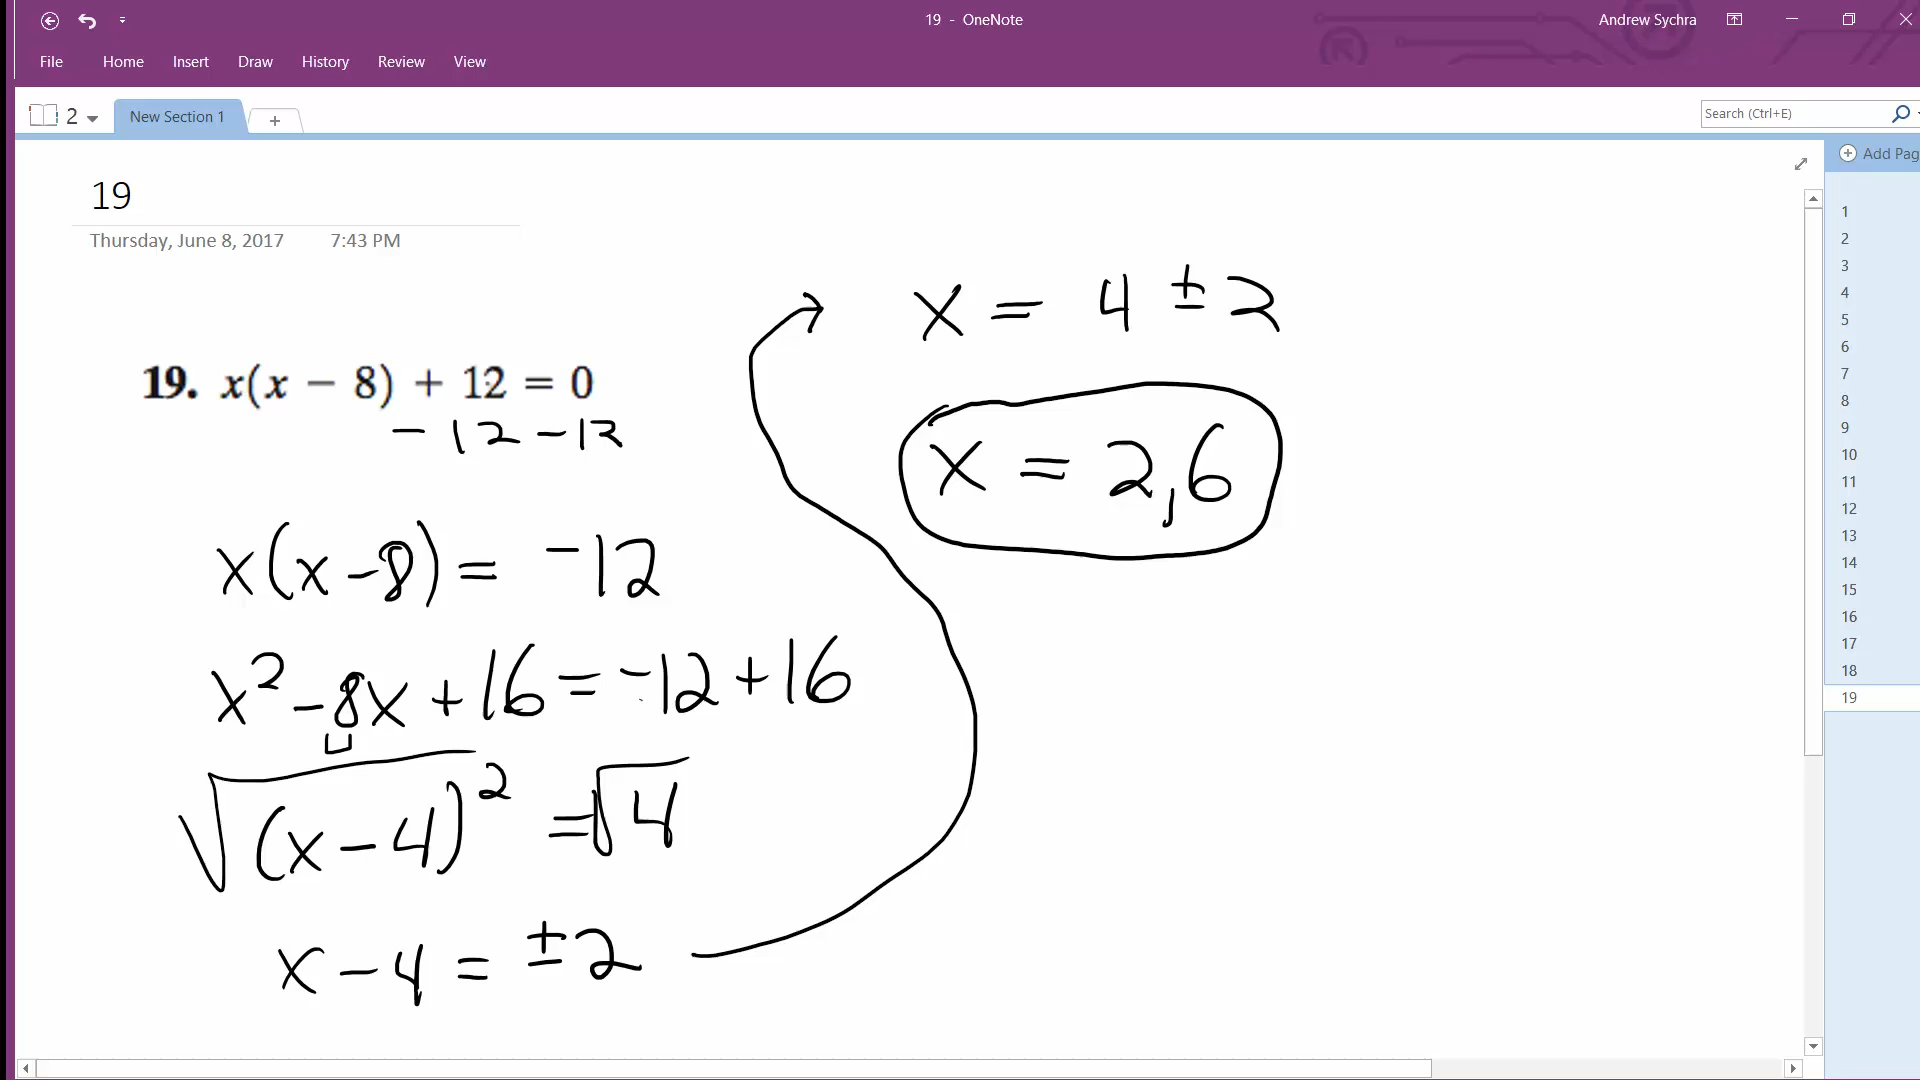 19 - OneNote
Andrew Sychra
File Home Insert Draw History Review View
2 New Section 1 +
Search (Ctrl+E)
Add Pag
19
Thursday, June 8, 2017 7:43 PM
19. x(x − 8) + 12 = 0
-12 -12
x(x-8) = -12
x² -8x +16 = -12 +16
√(x-4)² = √4
x-4 = ±2
x = 4 ±2
x = 2,6
1
2
3
4
5
6
7
8
9
10
11
12
13
14
15
16
17
18
19